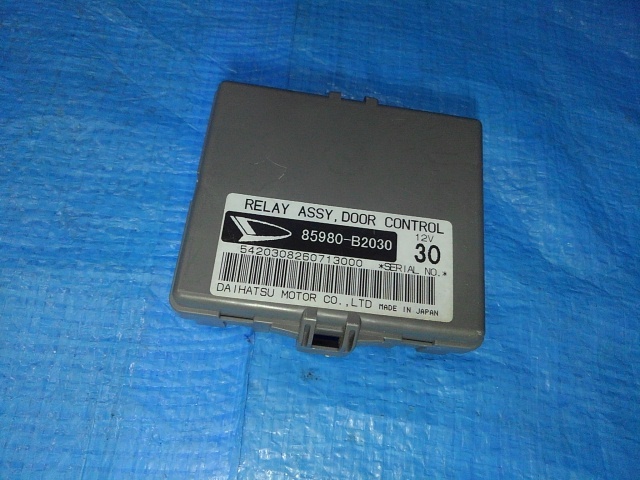 RELAY ASSY, DOOR CONTROL
85980-B2030
12V
30
5420308260713000
*SERIAL NO.*
DAIHATSU MOTOR CO.,LTD MADE IN JAPAN